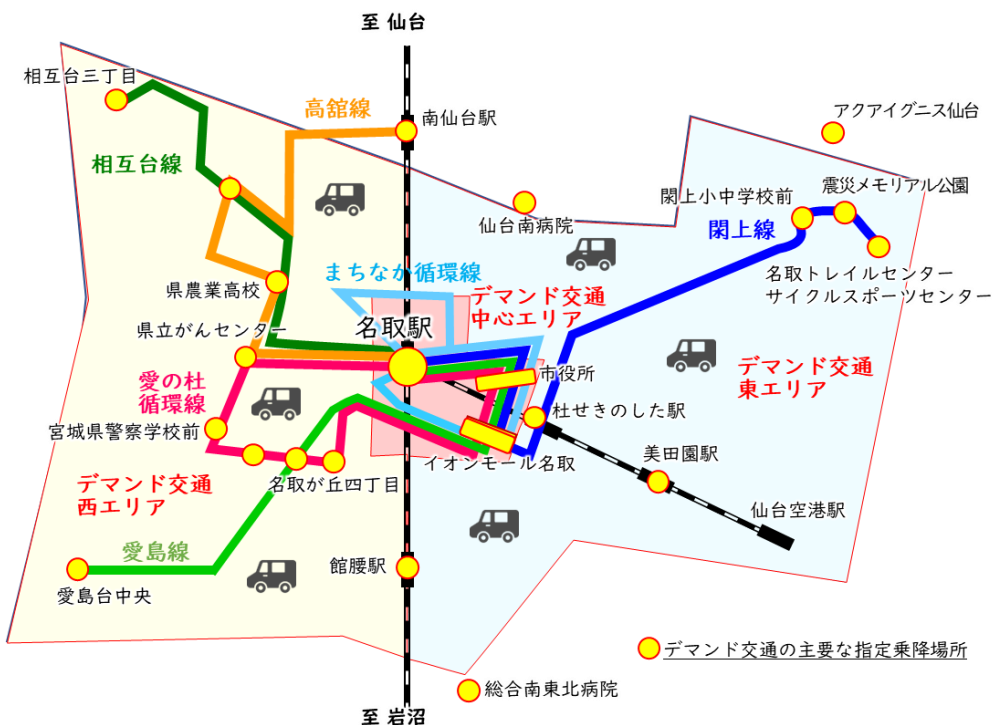 至 仙台
相互台三丁目
高舘線
南仙台駅
アクアイグニス仙台
相互台線
閖上小中学校前
震災メモリアル公園
仙台南病院
閖上線
まちなか循環線
名取トレイルセンター
サイクルスポーツセンター
県農業高校
デマンド交通
中心エリア
県立がんセンター
名取駅
デマンド交通
東エリア
愛の杜
循環線
市役所
杜せきのした駅
宮城県警察学校前
イオンモール名取
美田園駅
名取が丘四丁目
デマンド交通
西エリア
仙台空港駅
愛島線
館腰駅
愛島台中央
デマンド交通の主要な指定乗降場所
総合南東北病院
至 岩沼